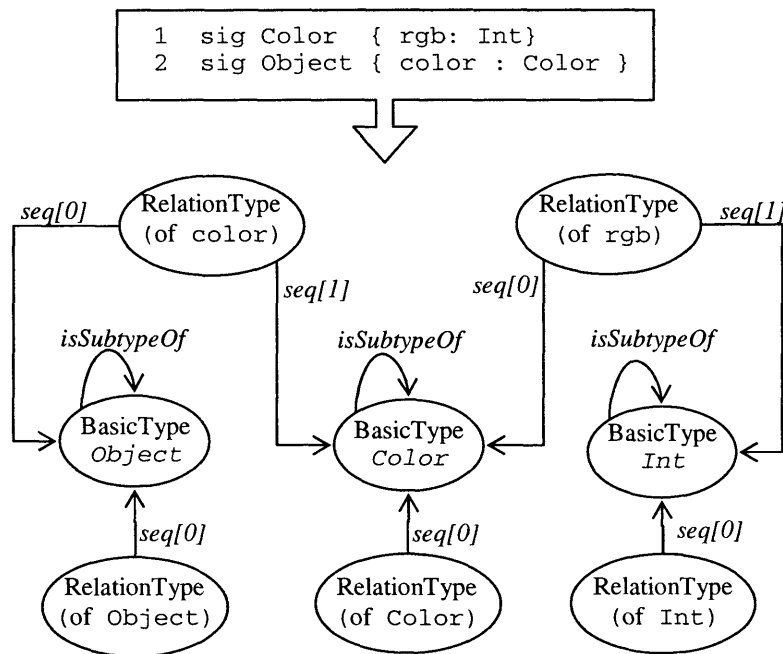 1 sig Color { rgb: Int}
2 sig Object { color : Color }
seq[0]
RelationType
(of color)
RelationType
(of rgb)
seq[1]
seq[1]
seq[0]
isSubtypeOf
isSubtypeOf
isSubtypeOf
BasicType
Object
BasicType
Color
BasicType
Int
seq[0]
seq[0]
seq[0]
RelationType
(of Object)
RelationType
(of Color)
RelationType
(of Int)